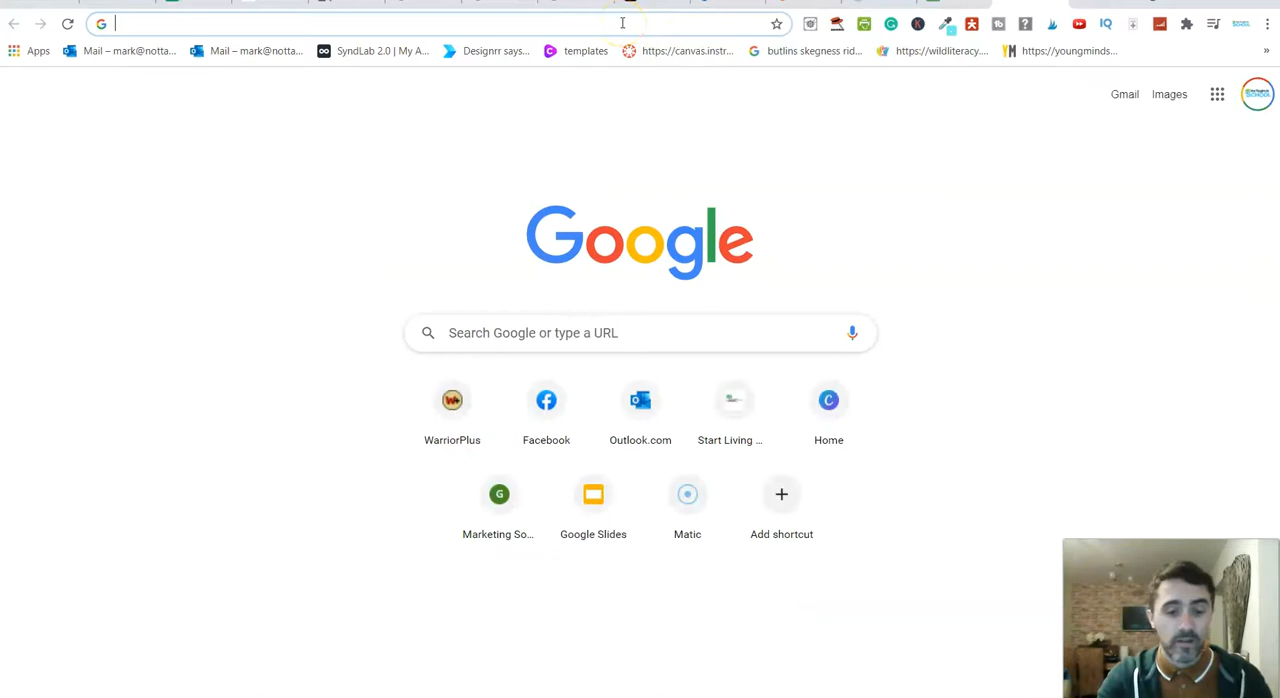 G
Apps Mail – mark@notta... Mail – mark@notta... SyndLab 2.0 | My A... Designrr says... templates https://canvas.instr... butlins skegness rid... https://wildliteracy.... YM https://youngminds... »
Gmail Images
Google
Search Google or type a URL
WarriorPlus Facebook Outlook.com Start Living ... Home
Marketing So... Google Slides Matic Add shortcut